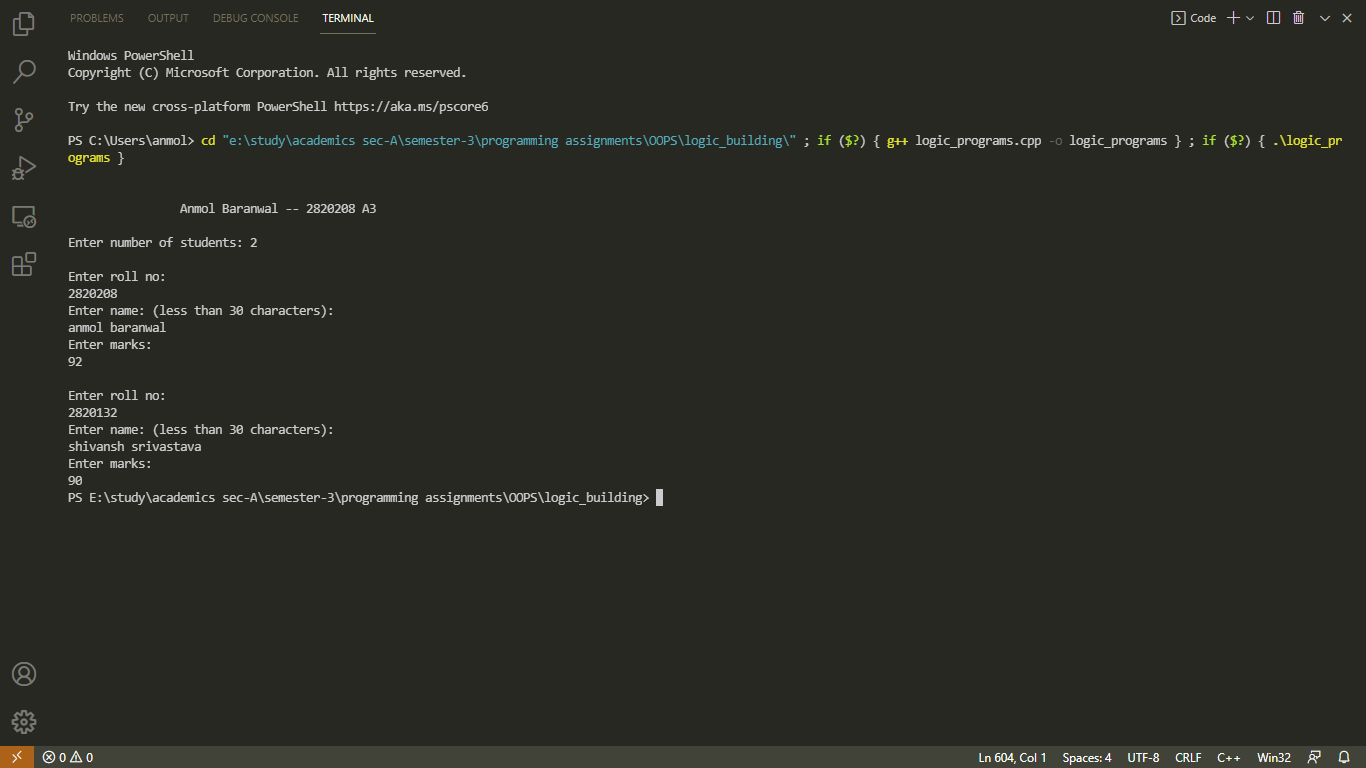 PROBLEMS OUTPUT DEBUG CONSOLE TERMINAL Code
Windows PowerShell
Copyright (C) Microsoft Corporation. All rights reserved.
Try the new cross-platform PowerShell https://aka.ms/pscore6
PS C:\Users\anmol> cd "e:\study\academics sec-A\semester-3\programming assignments\OOPS\logic_building\" ; if ($?) { g++ logic_programs.cpp -o logic_programs } ; if ($?) { .\logic_pr
ograms }
Anmol Baranwal -- 2820208 A3
Enter number of students: 2
Enter roll no:
2820208
Enter name: (less than 30 characters):
anmol baranwal
Enter marks:
92
Enter roll no:
2820132
Enter name: (less than 30 characters):
shivansh srivastava
Enter marks:
90
PS E:\study\academics sec-A\semester-3\programming assignments\OOPS\logic_building>
0 0 Ln 604, Col 1 Spaces: 4 UTF-8 CRLF C++ Win32